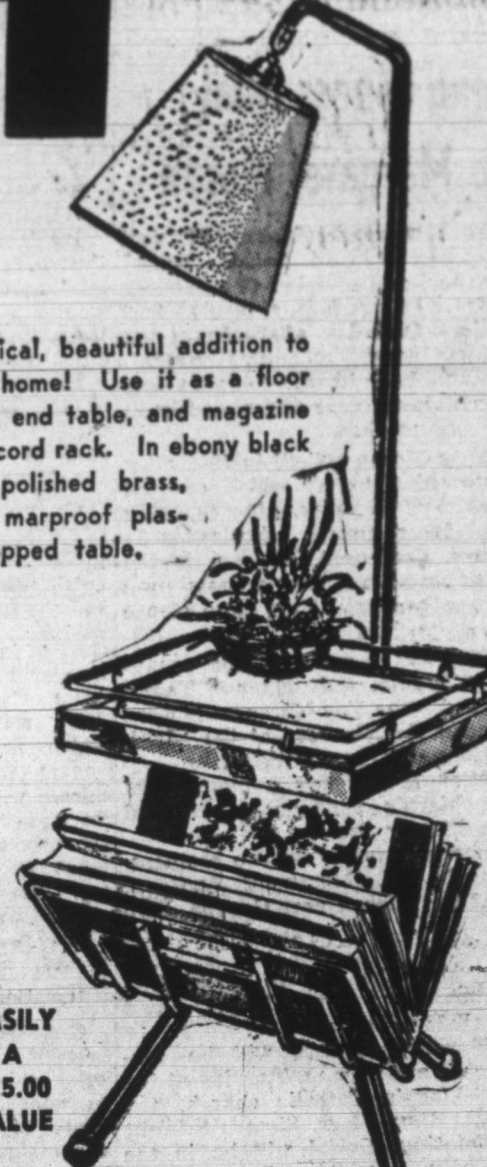 ical, beautiful addition to
home! Use it as a floor
end table, and magazine
cord rack. In ebony black
polished brass,
marproof plas-
pped table.
ASILY
A
5.00
ALUE